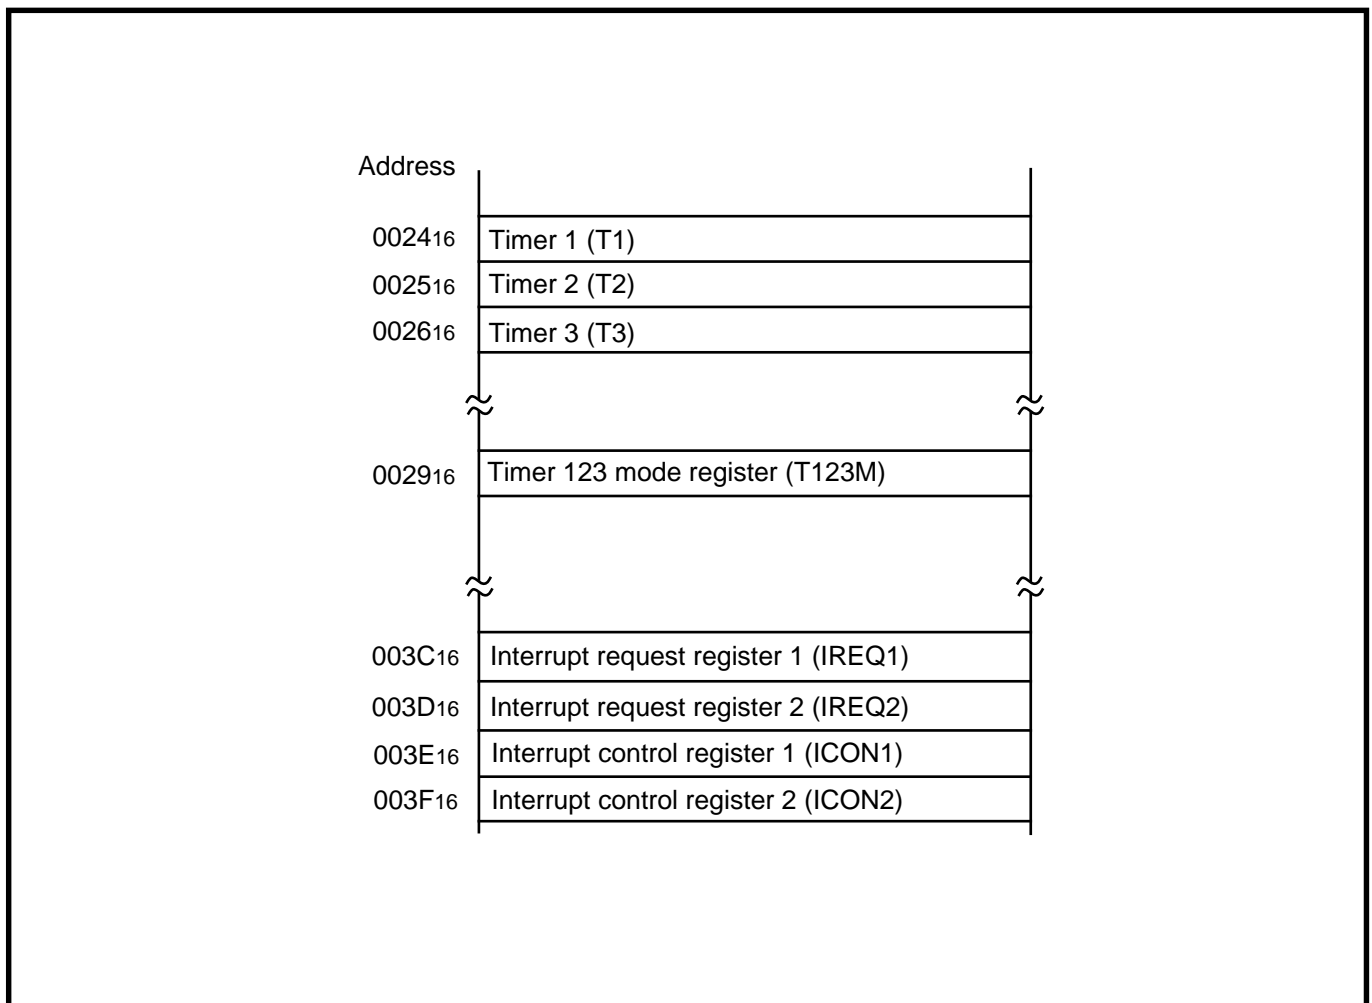 Address
002416 Timer 1 (T1)
002516 Timer 2 (T2)
002616 Timer 3 (T3)
002916 Timer 123 mode register (T123M)
003C16 Interrupt request register 1 (IREQ1)
003D16 Interrupt request register 2 (IREQ2)
003E16 Interrupt control register 1 (ICON1)
003F16 Interrupt control register 2 (ICON2)